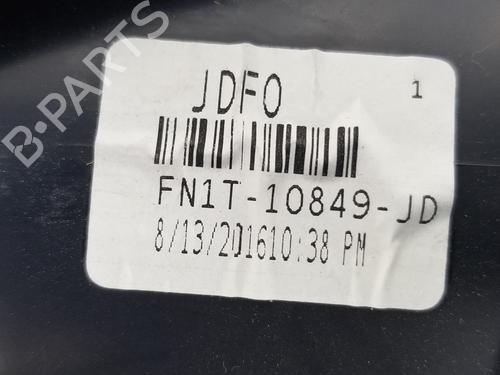 B-PARTS
JDFO 1
FN1T-10849-JD
8/13/201610:38 PM